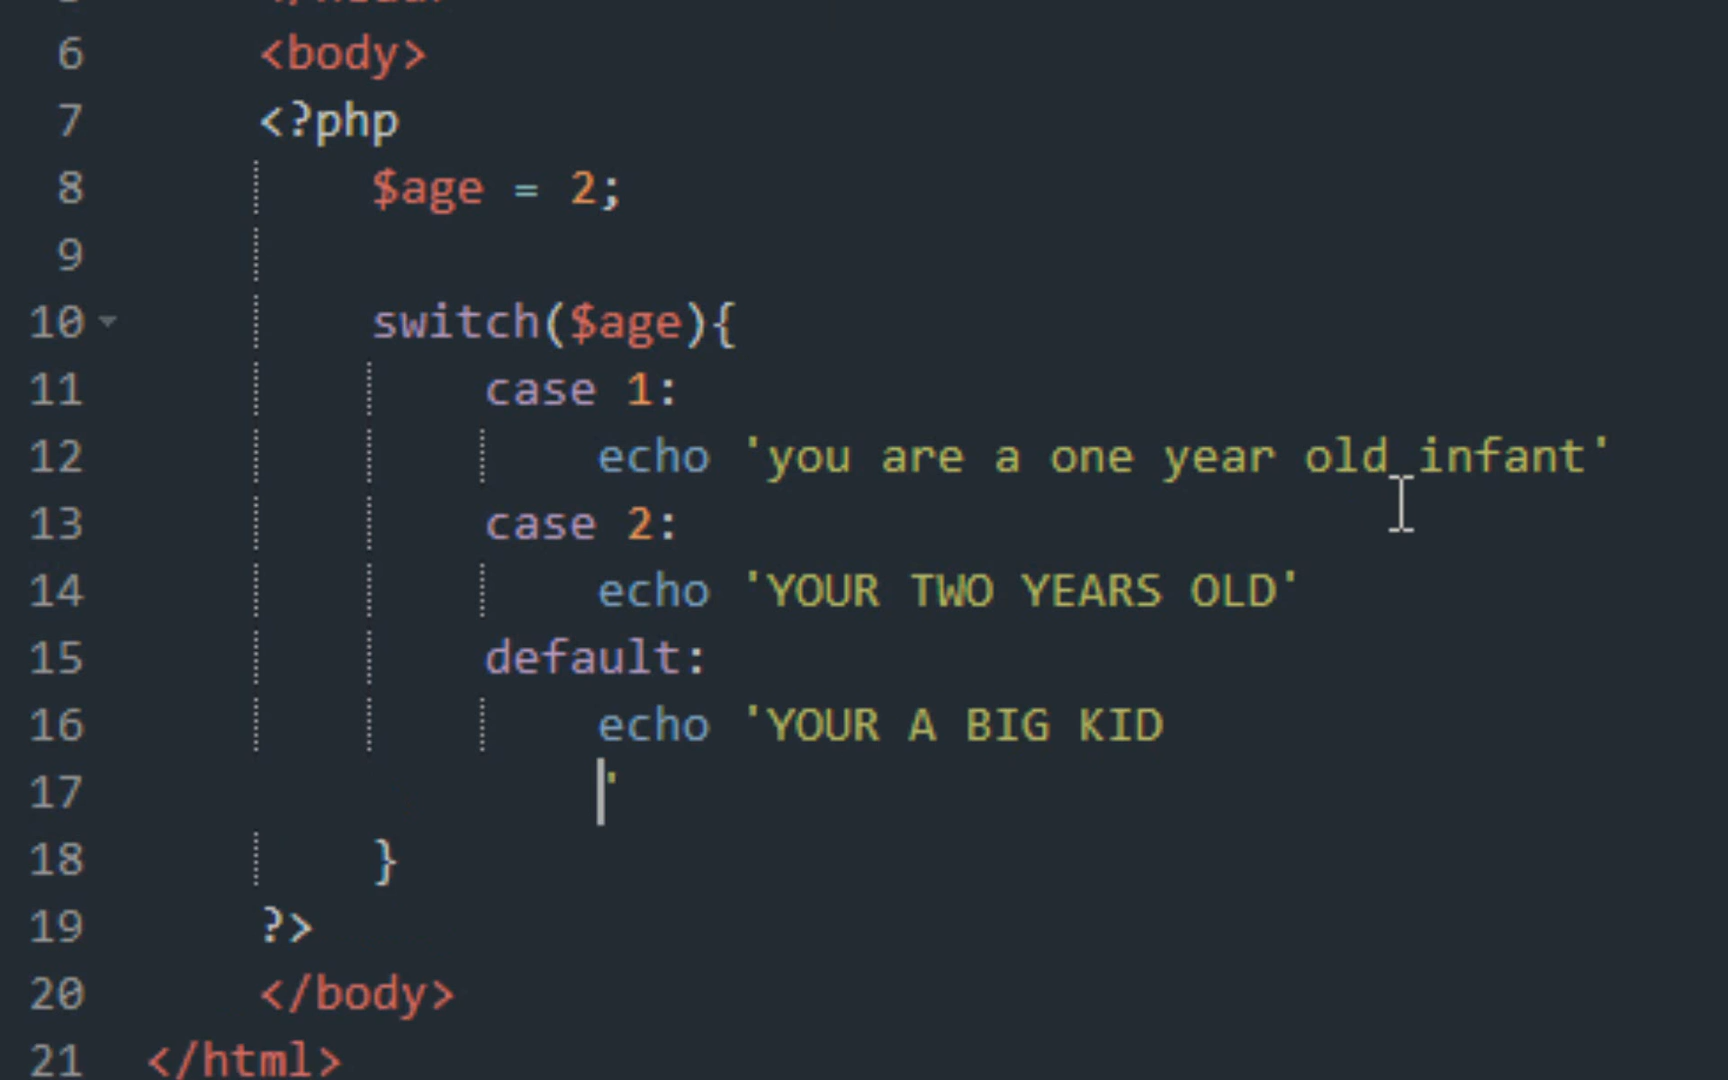 6 <body>
7 <?php
8 $age = 2;
9
10 switch($age){
11 case 1:
12 echo 'you are a one year old infant'
13 case 2:
14 echo 'YOUR TWO YEARS OLD'
15 default:
16 echo 'YOUR A BIG KID
17 '
18 }
19 ?>
20 </body>
21 </html>